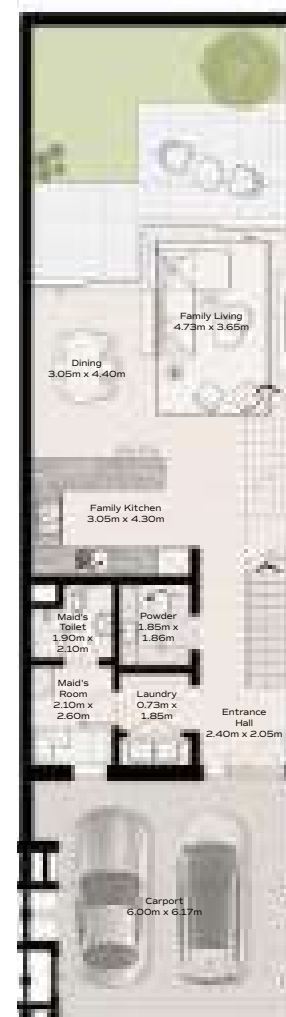 Family Living
4.73m x 3.65m
Dining
3.05m x 4.40m
Family Kitchen
3.05m x 4.30m
Maid's
Toilet
1.90m x
2.10m
Powder
1.85m x
1.86m
Maid's
Room
2.10m x
2.60m
Laundry
0.73m x
1.85m
Entrance
Hall
2.40m x 2.05m
Carport
6.00m x 6.17m